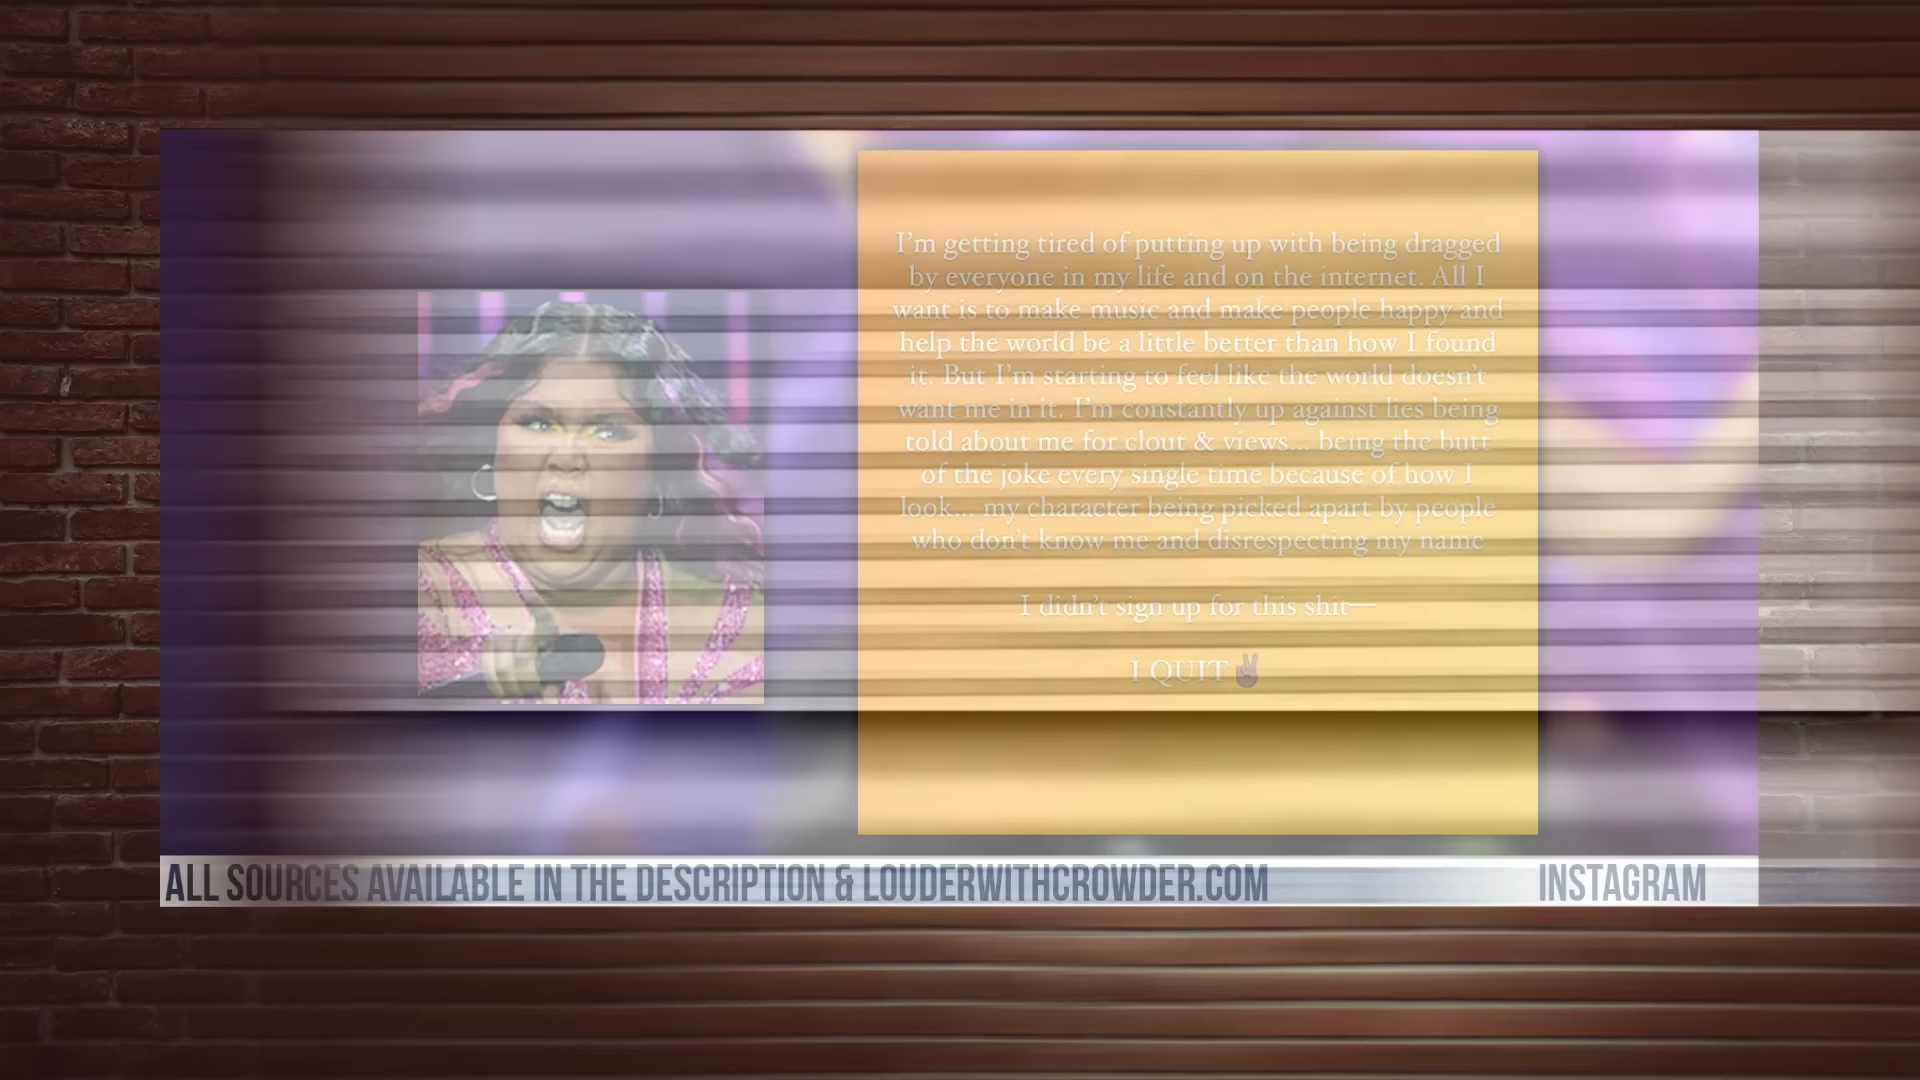 I'm getting tired of putting up with being dragged
by everyone in my life and on the internet. All I
want is to make music and make people happy and
help the world be a little better than how I found
it. But I'm starting to feel like the world doesn't
want me in it. I'm constantly up against lies being
told about me for clout & views... being the butt
of the joke every single time because of how I
look... my character being picked apart by people
who don't know me and disrespecting my name
I didn't sign up for this shit—
I QUIT ✌🏾
ALL SOURCES AVAILABLE IN THE DESCRIPTION & LOUDERWITHCROWDER.COM
INSTAGRAM